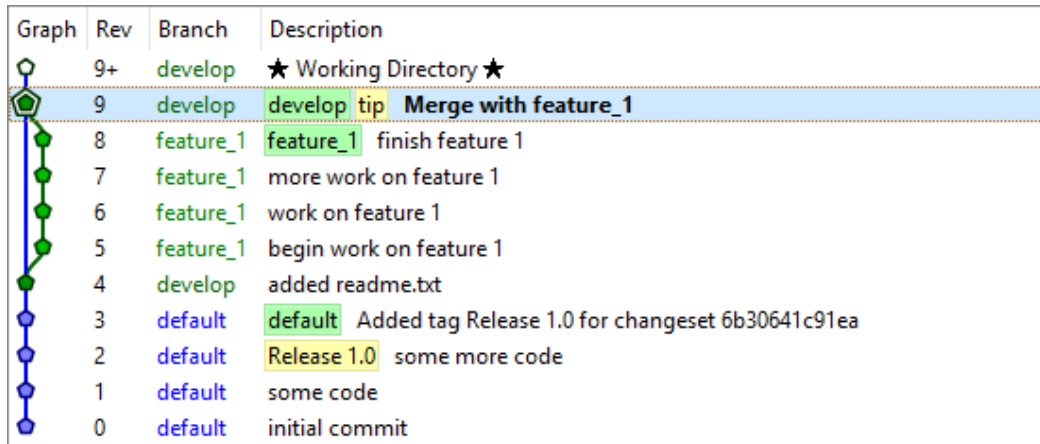 Graph Rev Branch Description
9+ develop ★ Working Directory ★
9 develop develop tip Merge with feature_1
8 feature_1 feature_1 finish feature 1
7 feature_1 more work on feature 1
6 feature_1 work on feature 1
5 feature_1 begin work on feature 1
4 develop added readme.txt
3 default default Added tag Release 1.0 for changeset 6b30641c91ea
2 default Release 1.0 some more code
1 default some code
0 default initial commit